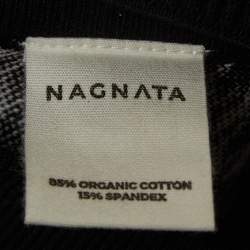 NAGNATA
85% ORGANIC COTTON
15% SPANDEX